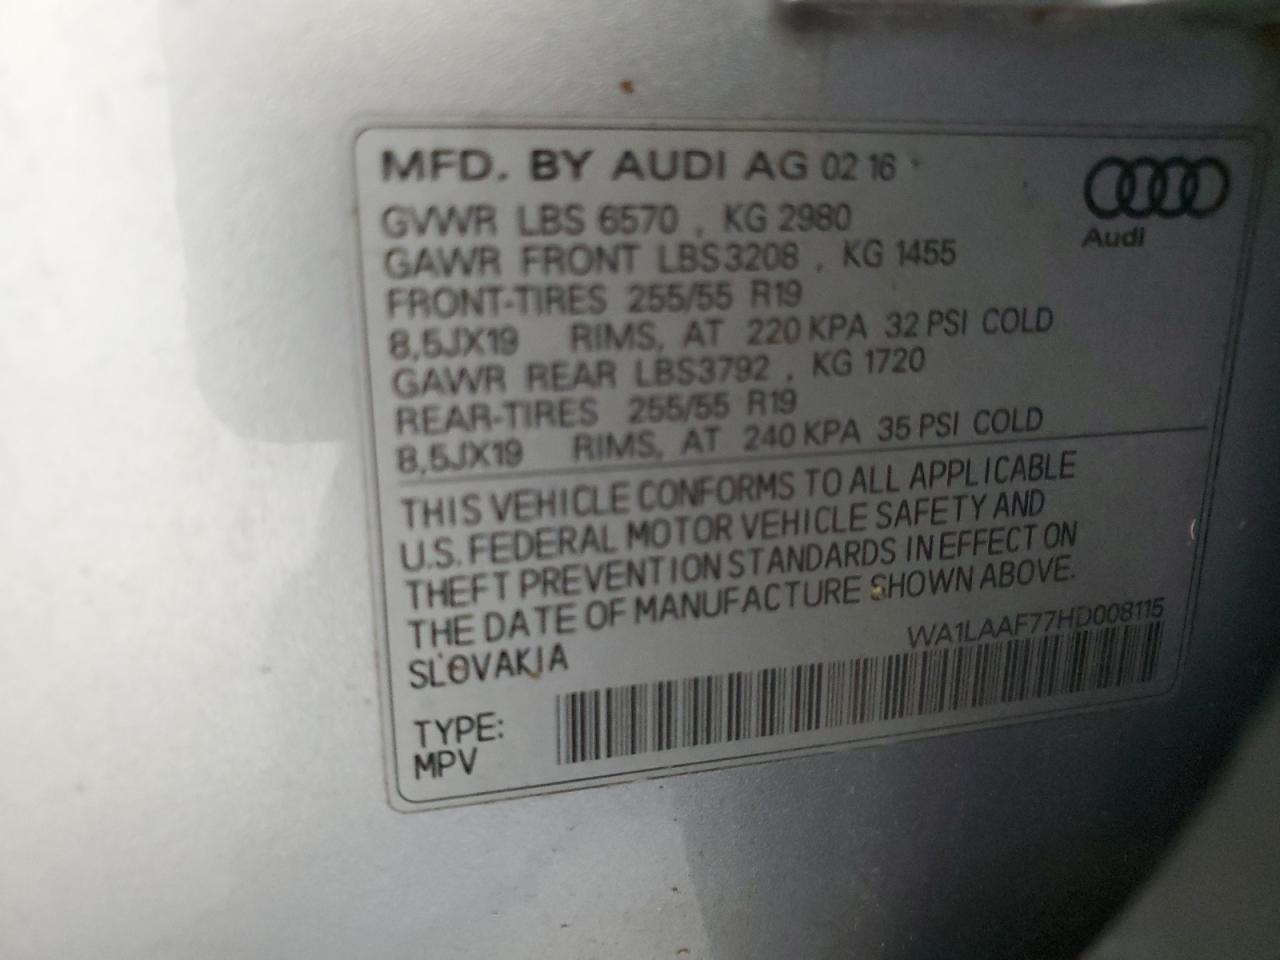 MFD. BY AUDI AG 02 16
GVWR LBS 6570 , KG 2980
GAWR FRONT LBS3208 , KG 1455
FRONT-TIRES 255/55 R19
8,5JX19 RIMS, AT 220 KPA 32 PSI COLD
GAWR REAR LBS3792 , KG 1720
REAR-TIRES 255/55 R19
8,5JX19 RIMS, AT 240 KPA 35 PSI COLD
Audi
THIS VEHICLE CONFORMS TO ALL APPLICABLE
U.S. FEDERAL MOTOR VEHICLE SAFETY AND
THEFT PREVENTION STANDARDS IN EFFECT ON
THE DATE OF MANUFACTURE SHOWN ABOVE.
SLOVAKIA
WA1LAAF77HD008115
TYPE:
MPV